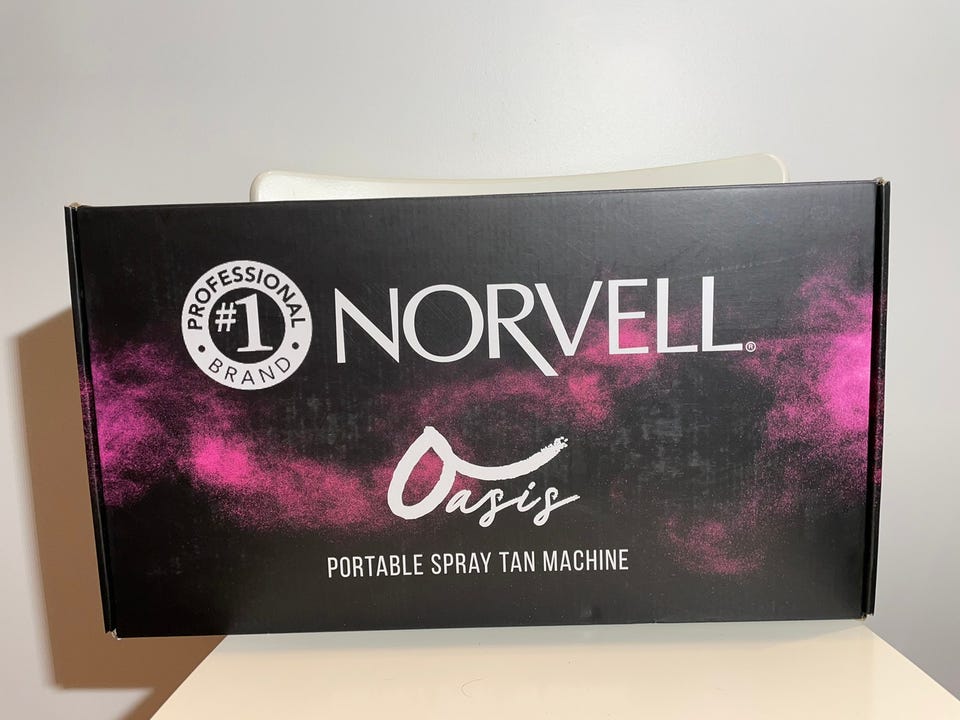 PROFESSIONAL
#1
BRAND
NORVELL®
Oasis
PORTABLE SPRAY TAN MACHINE